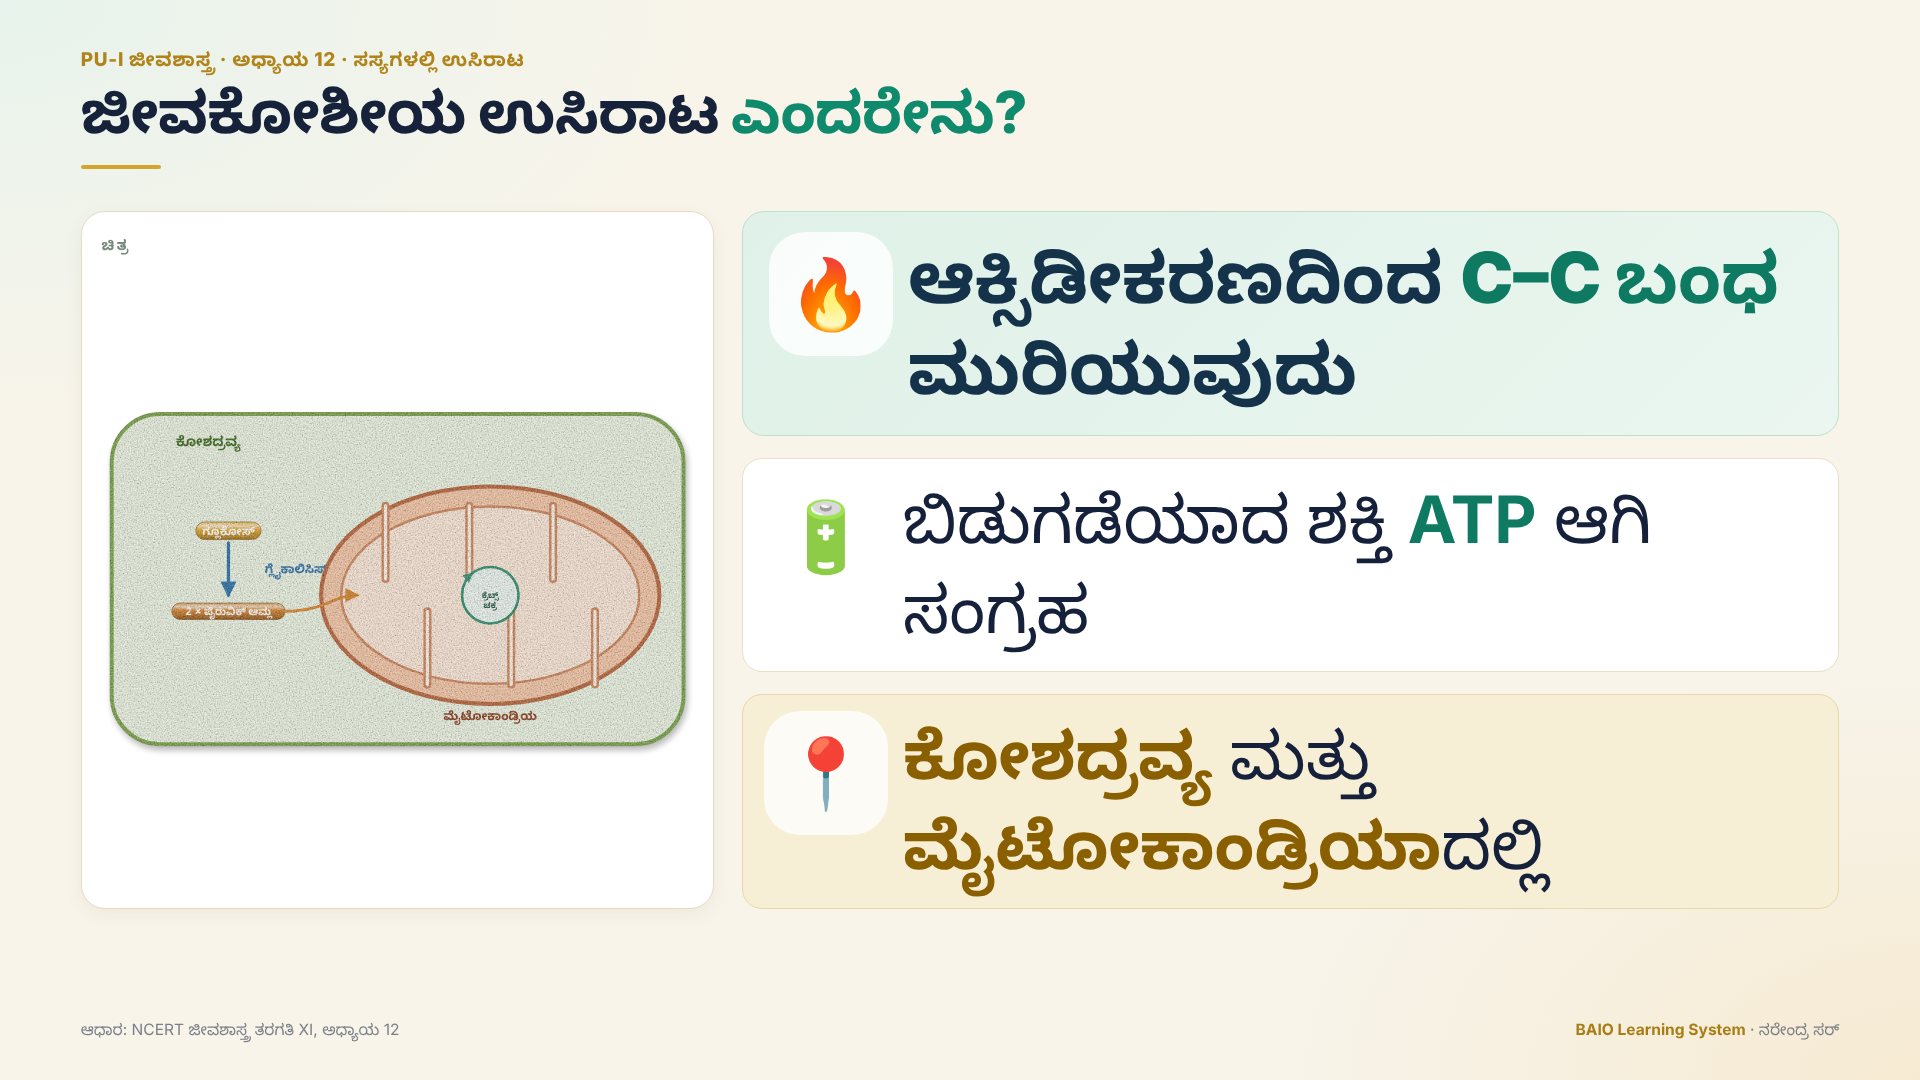 PU-I ಜೀವಶಾಸ್ತ್ರ · ಅಧ್ಯಾಯ 12 · ಸಸ್ಯಗಳಲ್ಲಿ ಉಸಿರಾಟ
ಜೀವಕೋಶೀಯ ಉಸಿರಾಟ ಎಂದರೇನು?
ಚಿತ್ರ
ಕೋಶದ್ರವ್ಯ
ಗ್ಲೂಕೋಸ್
ಗ್ಲೈಕಾಲಿಸಿಸ್
2 × ಪೈರುವಿಕ್ ಆಮ್ಲ
ಕ್ರೆಬ್ಸ್
ಚಕ್ರ
ಮೈಟೋಕಾಂಡ್ರಿಯ
ಆಕ್ಸಿಡೀಕರಣದಿಂದ C–C ಬಂಧ
ಮುರಿಯುವುದು
ಬಿಡುಗಡೆಯಾದ ಶಕ್ತಿ ATP ಆಗಿ
ಸಂಗ್ರಹ
ಕೋಶದ್ರವ್ಯ ಮತ್ತು
ಮೈಟೋಕಾಂಡ್ರಿಯಾದಲ್ಲಿ
ಆಧಾರ: NCERT ಜೀವಶಾಸ್ತ್ರ ತರಗತಿ XI, ಅಧ್ಯಾಯ 12
BAIO Learning System · ನರೇಂದ್ರ ಸರ್